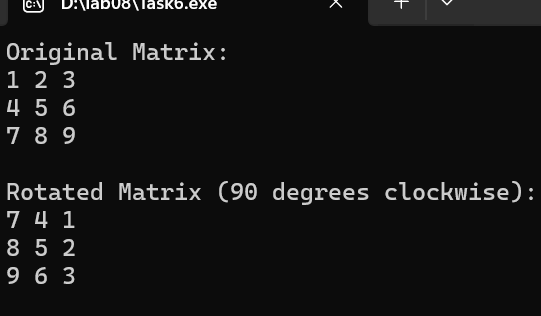 D:\lab08\Task6.exe
Original Matrix:
1 2 3
4 5 6
7 8 9
Rotated Matrix (90 degrees clockwise):
7 4 1
8 5 2
9 6 3